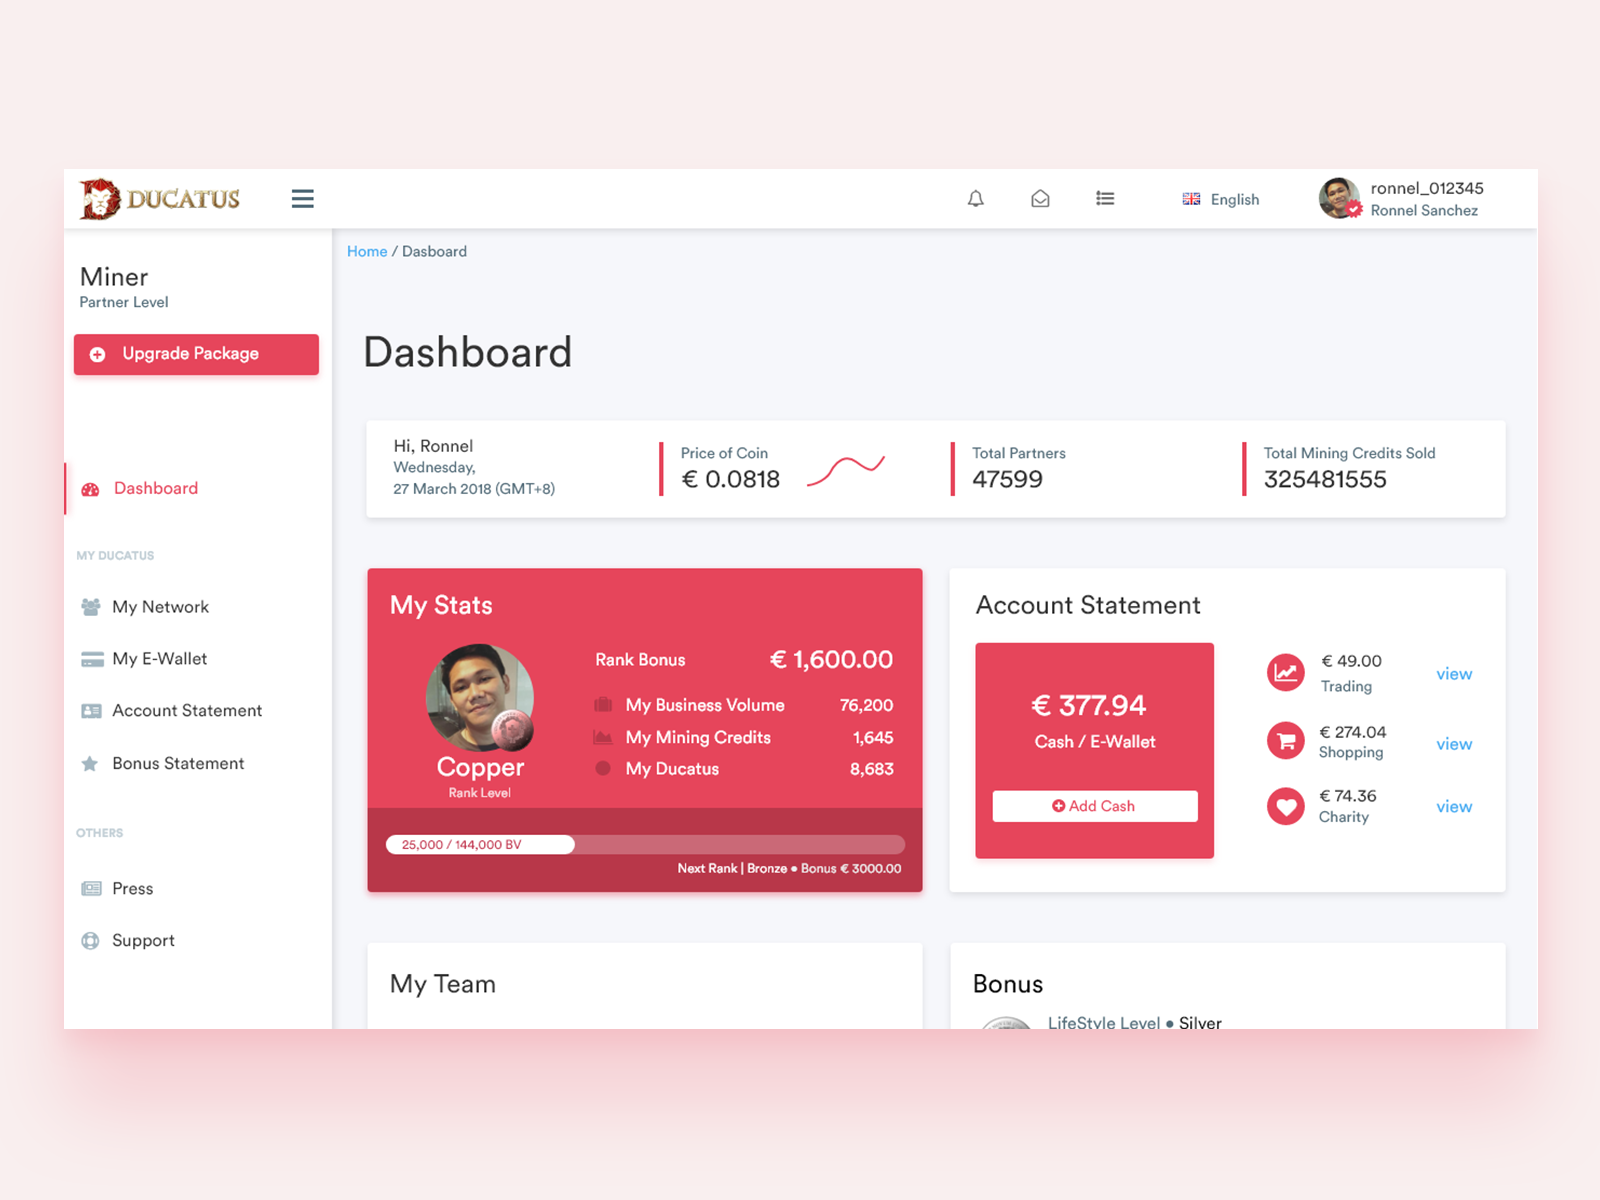 DUCATUS
English
ronnel_012345
Ronnel Sanchez
Miner
Partner Level
Upgrade Package
Dashboard
MY DUCATUS
My Network
My E-Wallet
Account Statement
Bonus Statement
OTHERS
Press
Support
Home / Dasboard
Dashboard
Hi, Ronnel
Wednesday,
27 March 2018 (GMT+8)
Price of Coin
€ 0.0818
Total Partners
47599
Total Mining Credits Sold
325481555
My Stats
Copper
Rank Level
Rank Bonus € 1,600.00
My Business Volume 76,200
My Mining Credits 1,645
My Ducatus 8,683
25,000 / 144,000 BV
Next Rank | Bronze • Bonus € 3000.00
Account Statement
€ 377.94
Cash / E-Wallet
Add Cash
€ 49.00
Trading
view
€ 274.04
Shopping
view
€ 74.36
Charity
view
My Team
Bonus
LifeStyle Level • Silver